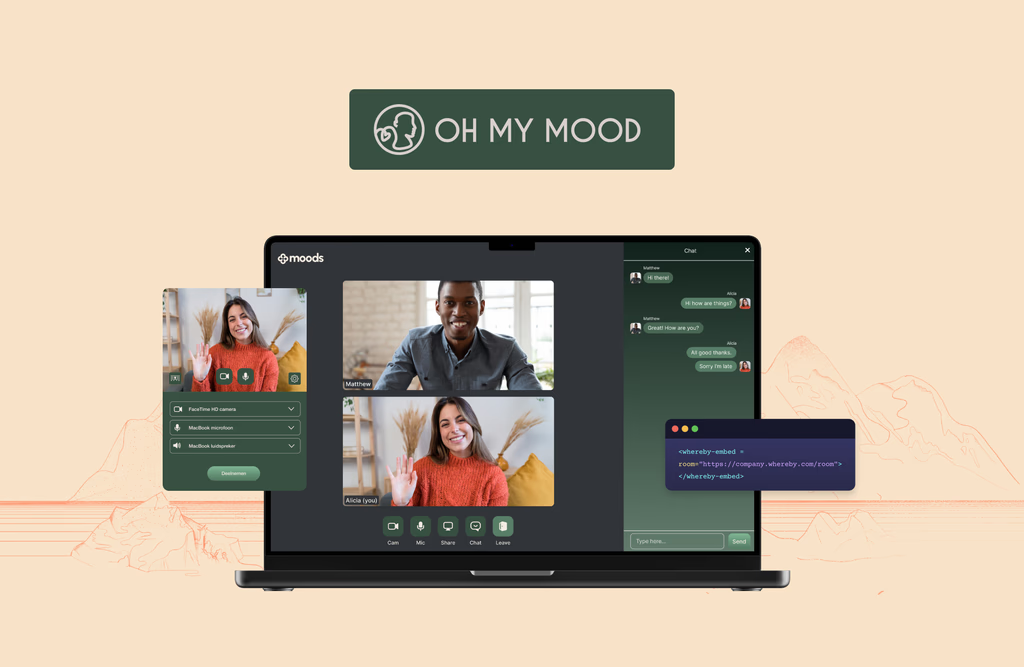 OH MY MOOD
moods
Matthew
Alicia (you)
Cam
Mic
Share
Chat
Leave
Chat
Matthew
Hi there!
Alicia
Hi how are things?
Matthew
Great! How are you?
Alicia
All good thanks.
Sorry I'm late
Type here...
Send
FaceTime HD camera
MacBook microfoon
MacBook luidspreker
Deelnemen
<whereby-embed =
room="https://company.whereby.com/room">
</whereby-embed>